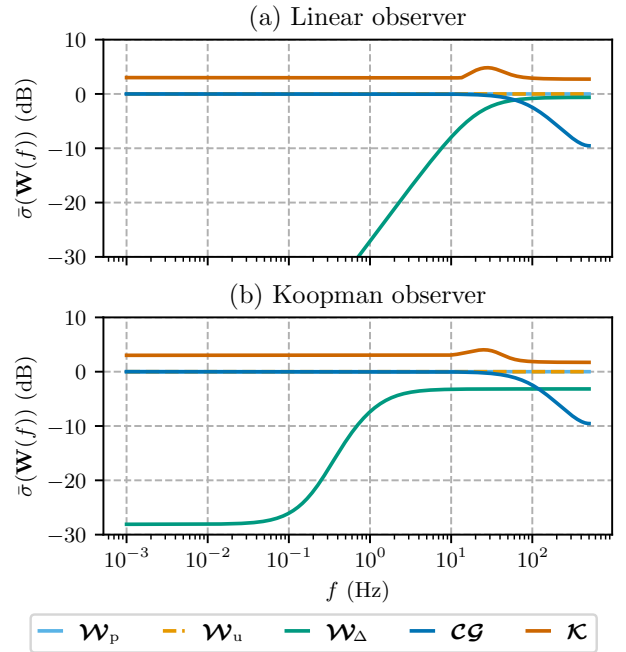 (a) Linear observer
10
0
−10
−20
−30
σ̄(W(f)) (dB)
(b) Koopman observer
10
0
−10
−20
−30
σ̄(W(f)) (dB)
10⁻³ 10⁻² 10⁻¹ 10⁰ 10¹ 10²
f (Hz)
𝓦ₚ 𝓦ᵤ 𝓦_Δ 𝓒𝓖 𝓚